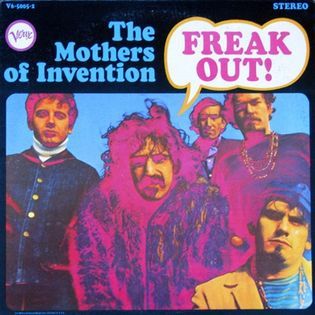 V6-5005-2
STEREO
Verve
The
Mothers
of Invention
FREAK
OUT!